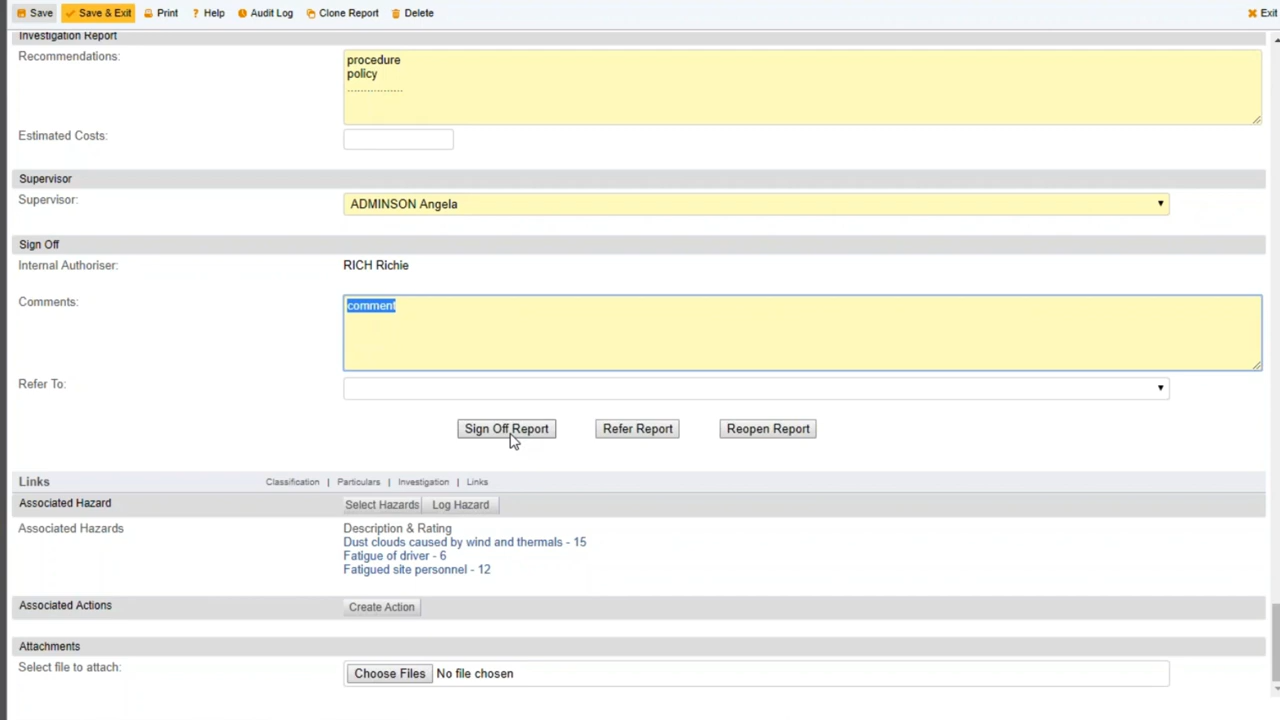 Save Save & Exit Print Help Audit Log Clone Report Delete Exit
Investigation Report
Recommendations:
procedure
policy
................
Estimated Costs:
Supervisor
Supervisor: ADMINSON Angela
Sign Off
Internal Authoriser: RICH Richie
Comments: comment
Refer To:
Sign Off Report Refer Report Reopen Report
Links Classification | Particulars | Investigation | Links
Associated Hazard Select Hazards Log Hazard
Associated Hazards Description & Rating
Dust clouds caused by wind and thermals - 15
Fatigue of driver - 6
Fatigued site personnel - 12
Associated Actions Create Action
Attachments
Select file to attach: Choose Files No file chosen